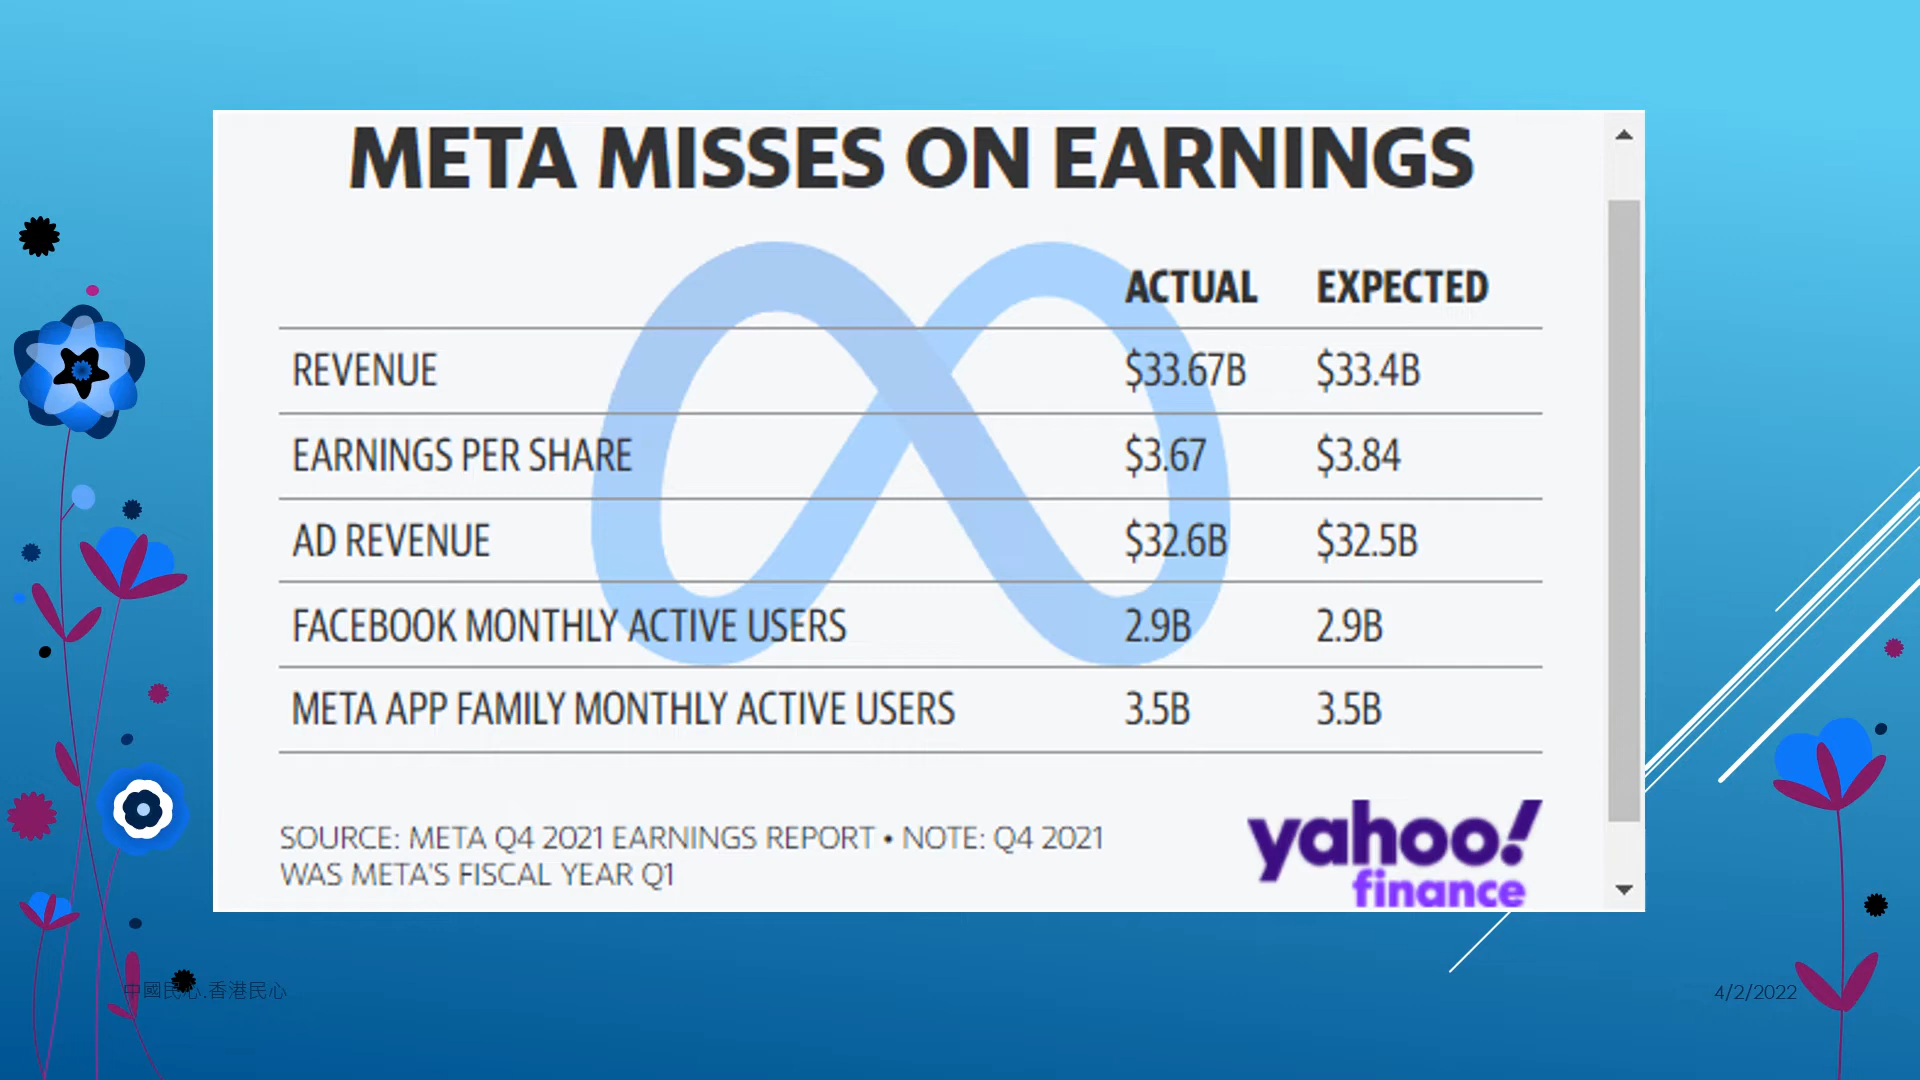 META MISSES ON EARNINGS
ACTUAL EXPECTED
REVENUE $33.67B $33.4B
EARNINGS PER SHARE $3.67 $3.84
AD REVENUE $32.6B $32.5B
FACEBOOK MONTHLY ACTIVE USERS 2.9B 2.9B
META APP FAMILY MONTHLY ACTIVE USERS 3.5B 3.5B
SOURCE: META Q4 2021 EARNINGS REPORT • NOTE: Q4 2021
WAS META'S FISCAL YEAR Q1
yahoo!
finance
中國民心.香港民心
4/2/2022